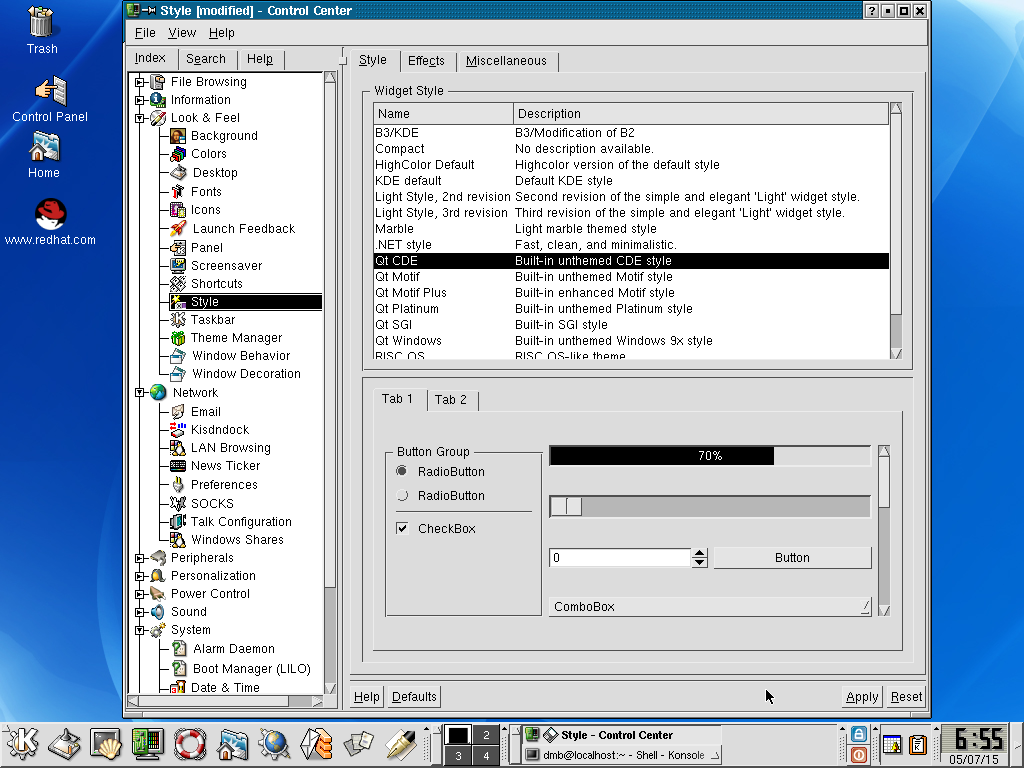 Style [modified] - Control Center
Trash
Control Panel
Home
www.redhat.com
File View Help
Index Search Help
File Browsing
Information
Look & Feel
Background
Colors
Desktop
Fonts
Icons
Launch Feedback
Panel
Screensaver
Shortcuts
Style
Taskbar
Theme Manager
Window Behavior
Window Decoration
Network
Email
Kisdndock
LAN Browsing
News Ticker
Preferences
SOCKS
Talk Configuration
Windows Shares
Peripherals
Personalization
Power Control
Sound
System
Alarm Daemon
Boot Manager (LILO)
Date & Time
Style Effects Miscellaneous
Widget Style
Name Description
B3/KDE B3/Modification of B2
Compact No description available.
HighColor Default Highcolor version of the default style
KDE default Default KDE style
Light Style, 2nd revision Second revision of the simple and elegant 'Light' widget style.
Light Style, 3rd revision Third revision of the simple and elegant 'Light' widget style.
Marble Light marble themed style
.NET style Fast, clean, and minimalistic.
Qt CDE Built-in unthemed CDE style
Qt Motif Built-in unthemed Motif style
Qt Motif Plus Built-in enhanced Motif style
Qt Platinum Built-in unthemed Platinum style
Qt SGI Built-in SGI style
Qt Windows Built-in unthemed Windows 9x style
RISC OS RISC OS-like theme
Tab 1 Tab 2
Button Group
RadioButton
RadioButton
CheckBox
70%
0
Button
ComboBox
Help Defaults Apply Reset
2
3 4
Style - Control Center
dmb@localhost:~ - Shell - Konsole
6:55
05/07/15